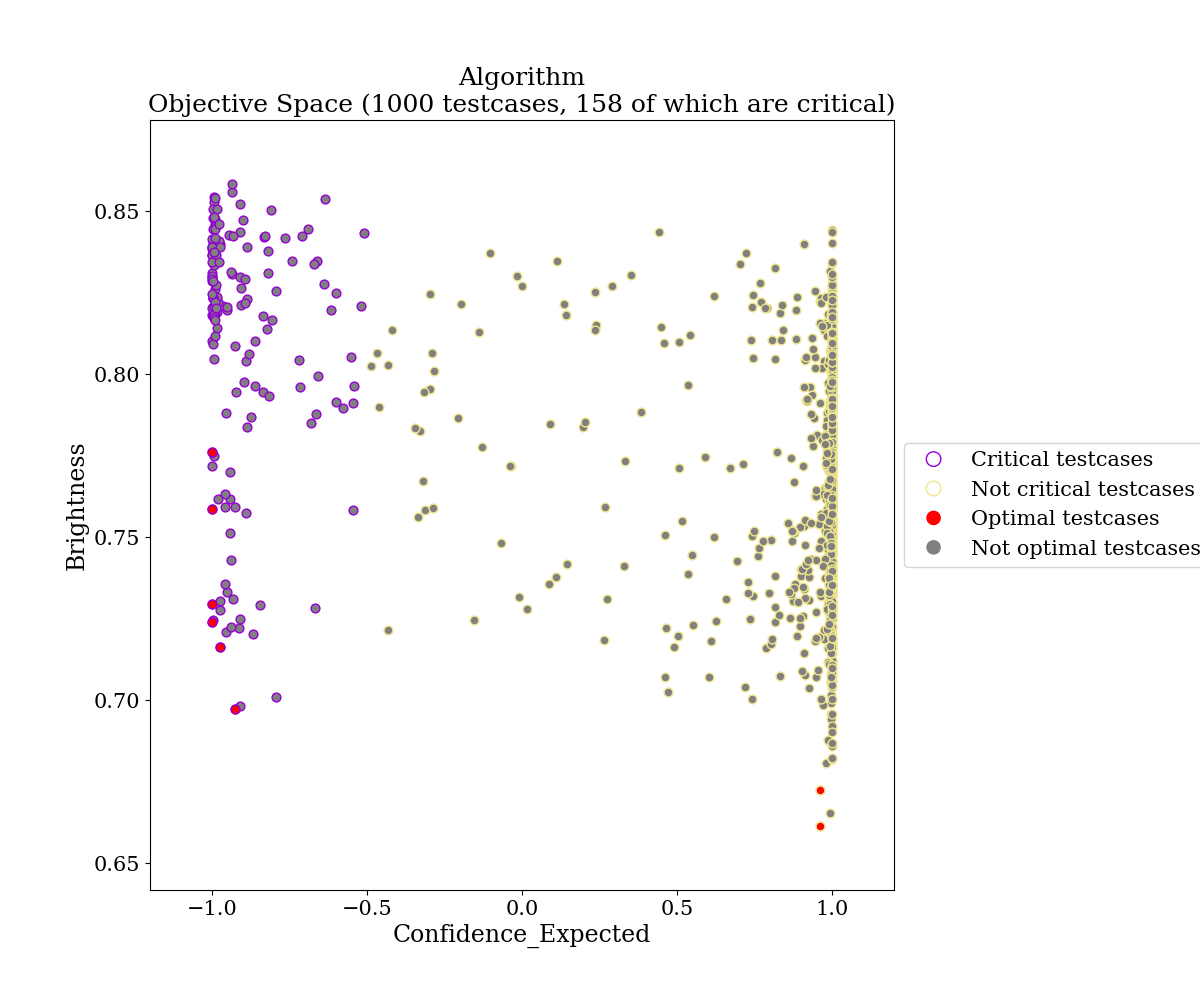 Algorithm
Objective Space (1000 testcases, 158 of which are critical)
0.85
0.80
0.75
0.70
0.65
Brightness
−1.0
−0.5
0.0
0.5
1.0
Confidence_Expected
Critical testcases
Not critical testcases
Optimal testcases
Not optimal testcases